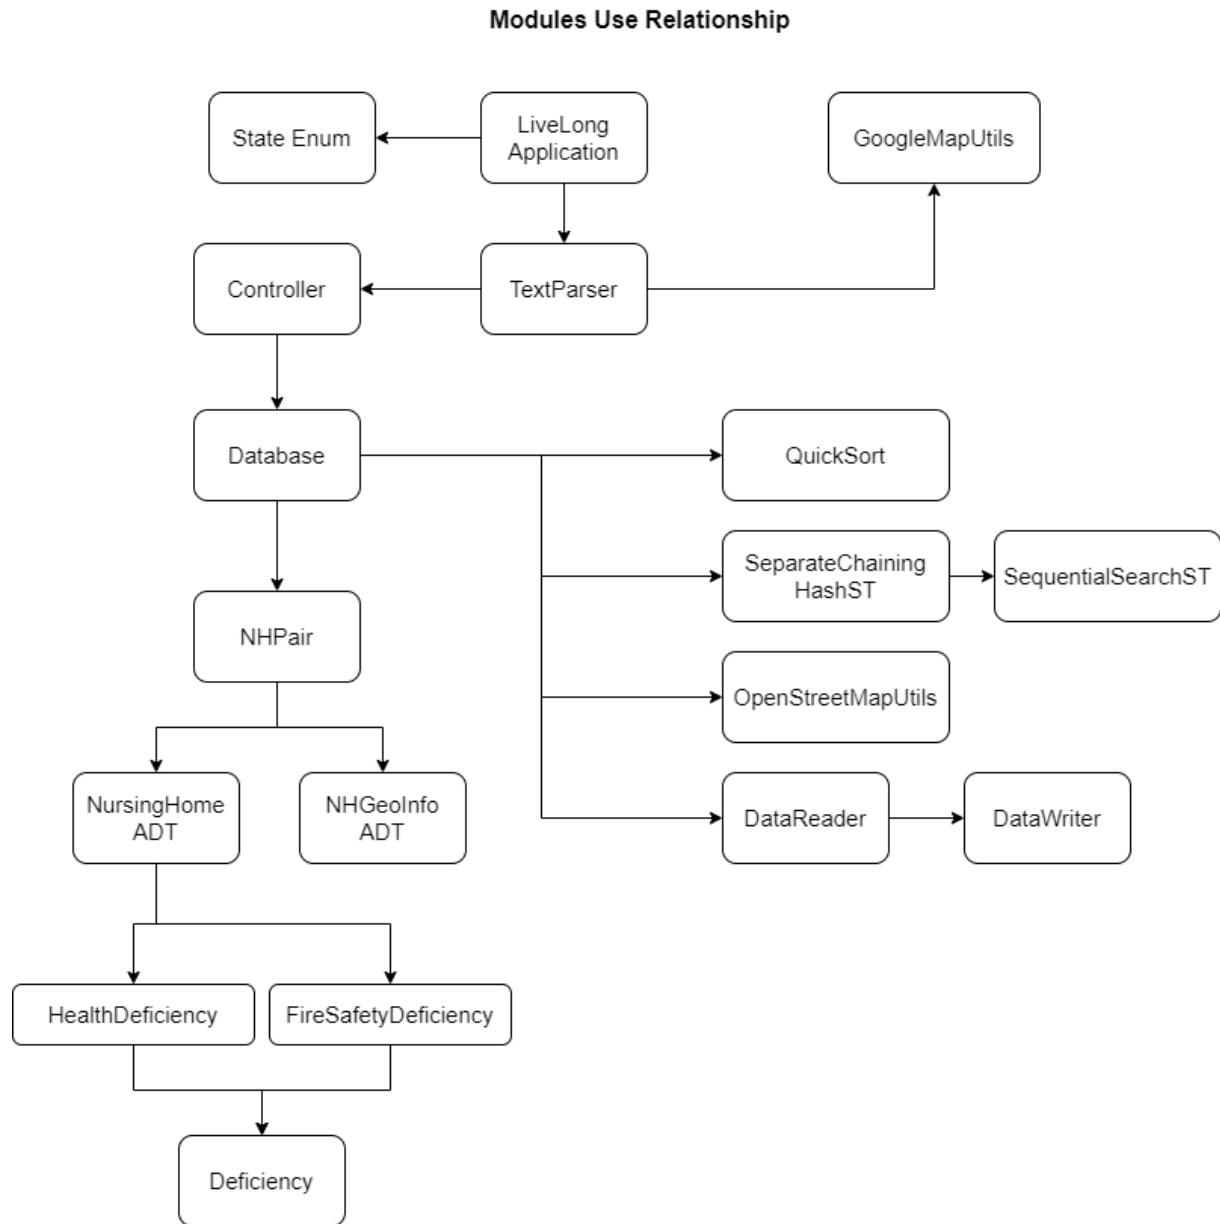 Modules Use Relationship
State Enum
LiveLong
Application
GoogleMapUtils
Controller
TextParser
Database
QuickSort
SeparateChaining
HashST
SequentialSearchST
NHPair
OpenStreetMapUtils
NursingHome
ADT
NHGeoInfo
ADT
DataReader
DataWriter
HealthDeficiency
FireSafetyDeficiency
Deficiency